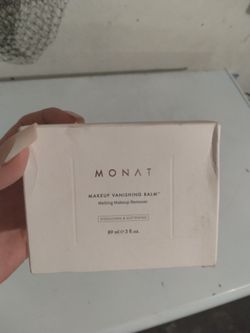 MONAT
MAKEUP VANISHING BALM™
Melting Makeup Remover
89 ml ℮ 3 fl oz.